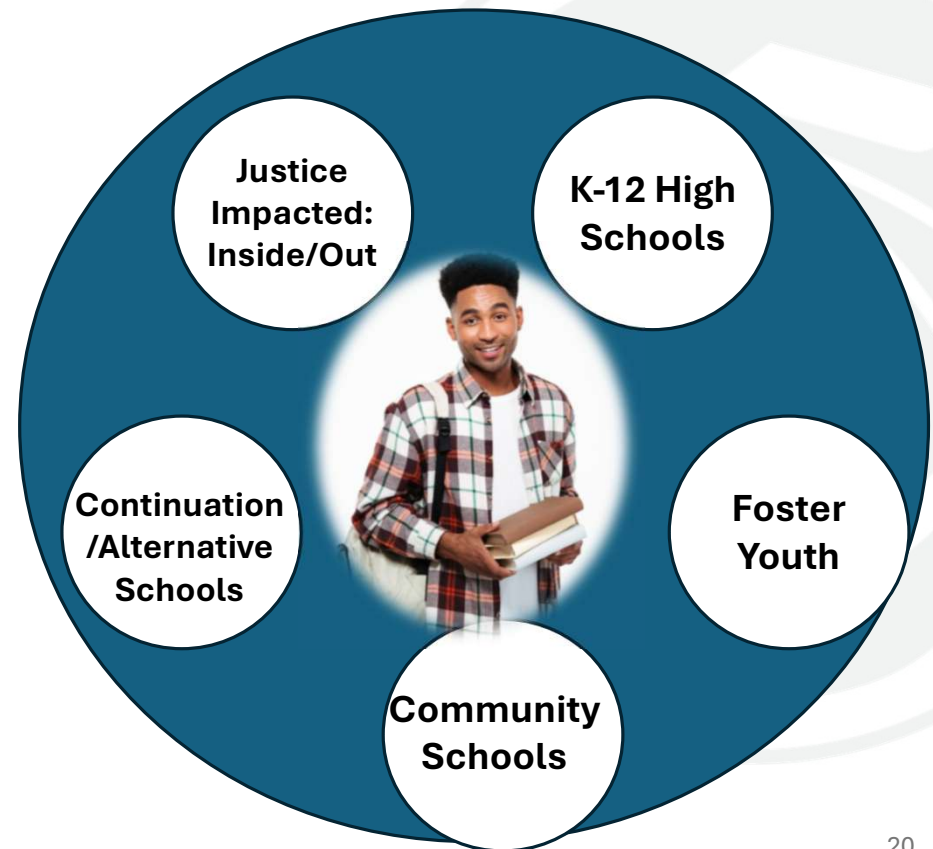 Justice
Impacted:
Inside/Out
K-12 High
Schools
Continuation
/Alternative
Schools
Foster
Youth
Community
Schools
20